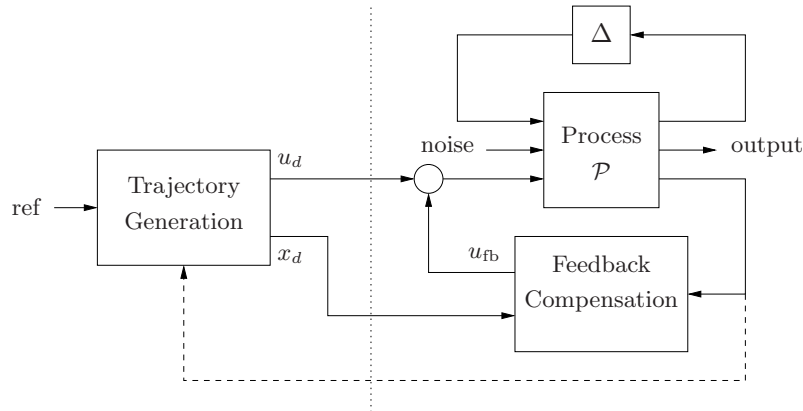 Δ
noise
Process
P
output
u_d
Trajectory
Generation
ref
x_d
u_fb
Feedback
Compensation